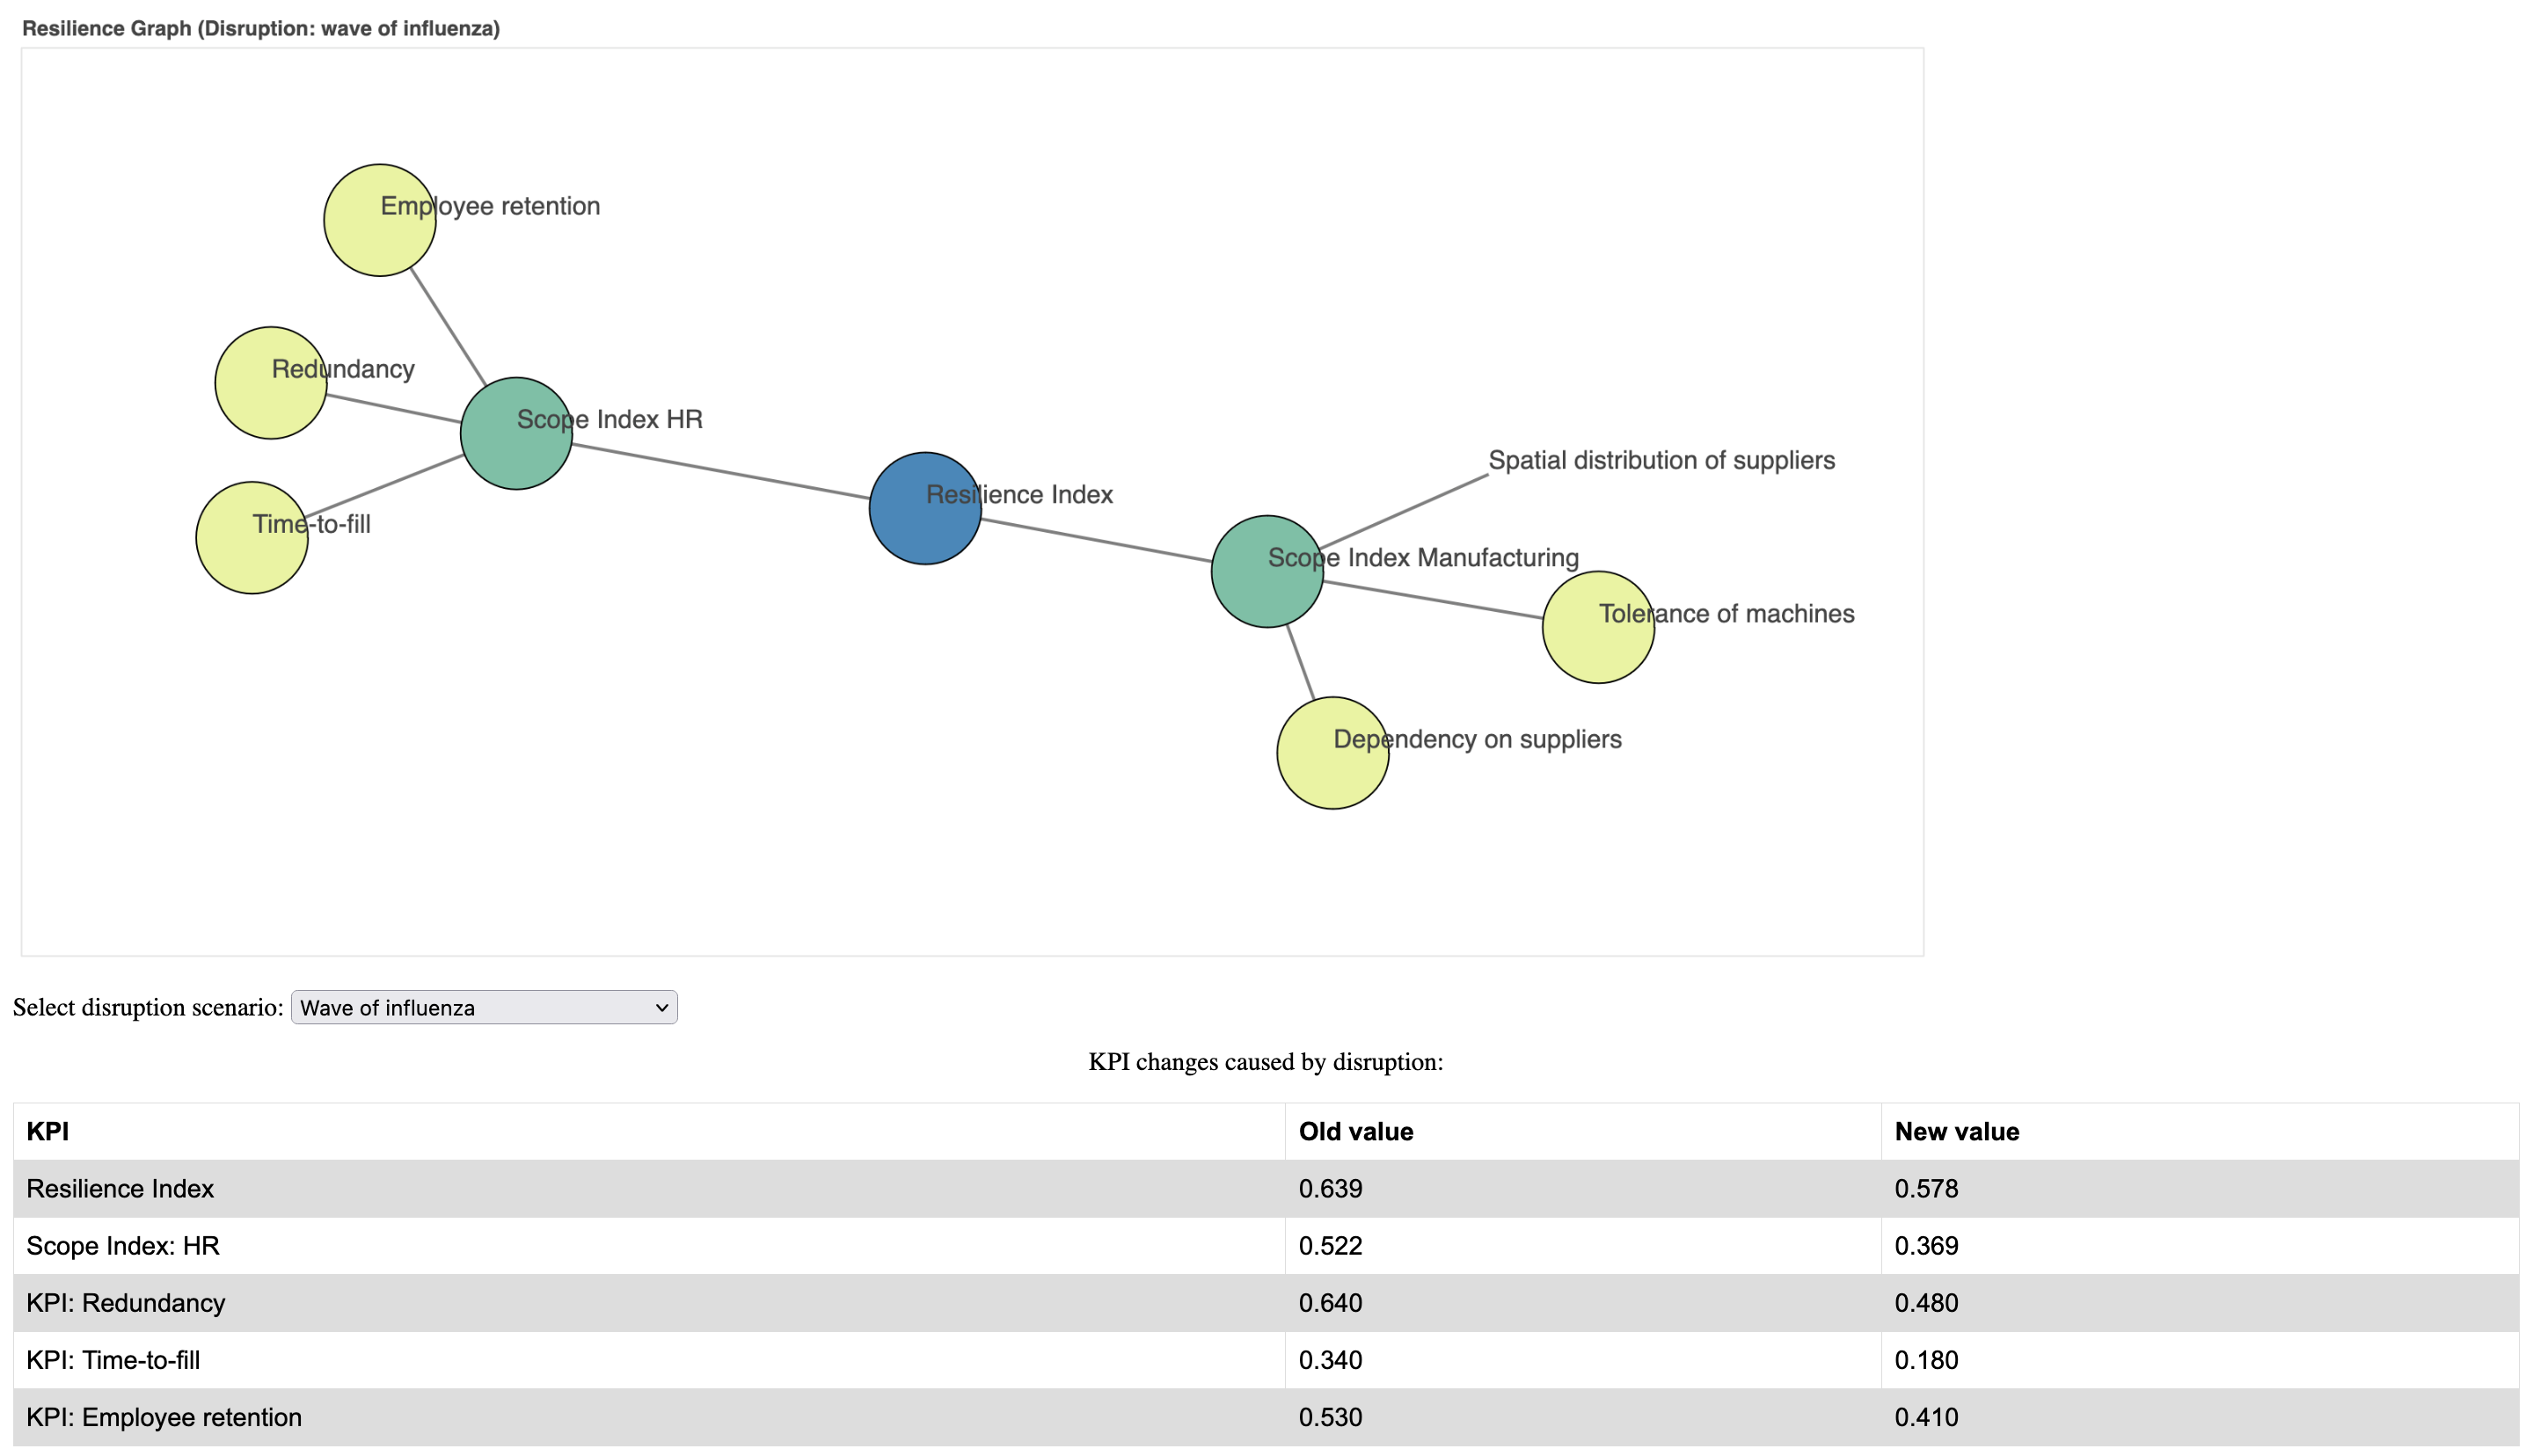 Resilience Graph (Disruption: wave of influenza)
Employee retention
Redundancy
Scope Index HR
Time-to-fill
Resilience Index
Spatial distribution of suppliers
Scope Index Manufacturing
Tolerance of machines
Dependency on suppliers
Select disruption scenario: Wave of influenza
KPI changes caused by disruption:
KPI Old value New value
Resilience Index 0.639 0.578
Scope Index: HR 0.522 0.369
KPI: Redundancy 0.640 0.480
KPI: Time-to-fill 0.340 0.180
KPI: Employee retention 0.530 0.410